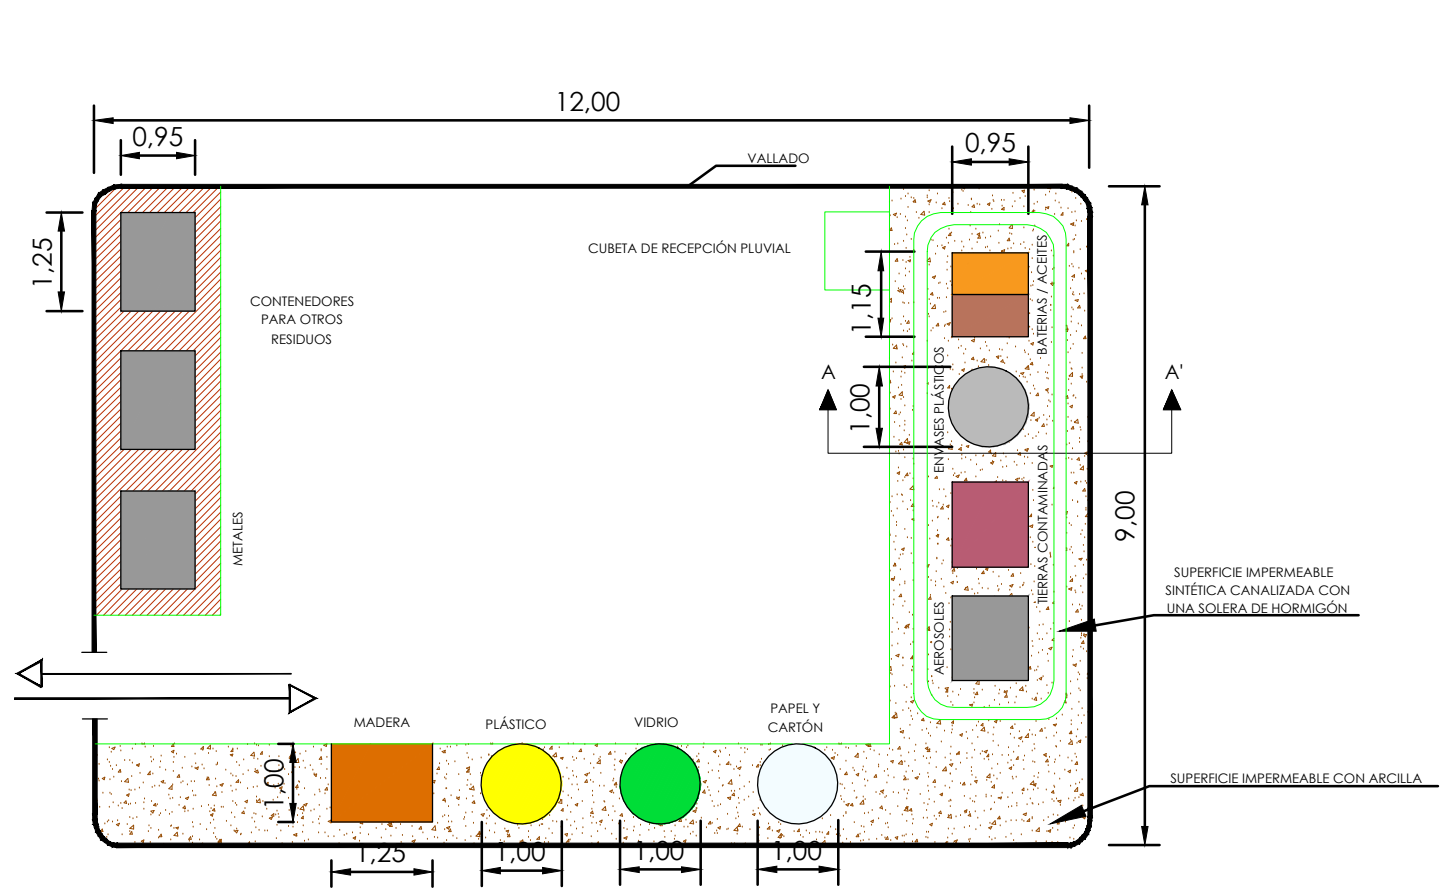 12,00
0,95
VALLADO
0,95
1,25
CUBETA DE RECEPCIÓN PLUVIAL
BATERIAS / ACEITES
1,15
CONTENEDORES
PARA OTROS
RESIDUOS
ENVASES PLÁSTICOS
A
A'
1,00
METALES
TIERRAS CONTAMINADAS
9,00
SUPERFICIE IMPERMEABLE
SINTÉTICA CANALIZADA CON
UNA SOLERA DE HORMIGÓN
AEROSOLES
MADERA
PLÁSTICO
VIDRIO
PAPEL Y
CARTÓN
1,00
SUPERFICIE IMPERMEABLE CON ARCILLA
1,25
1,00
1,00
1,00